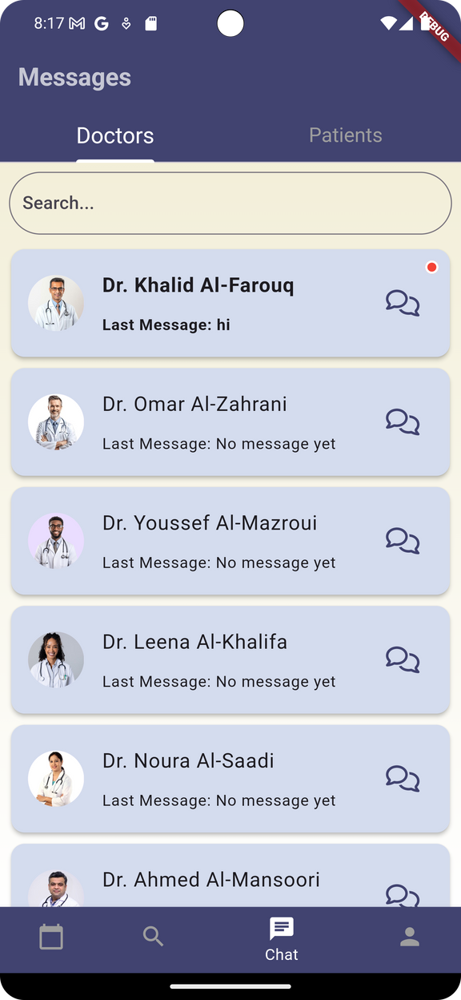 8:17
DEBUG
Messages
Doctors
Patients
Search...
Dr. Khalid Al-Farouq
Last Message: hi
Dr. Omar Al-Zahrani
Last Message: No message yet
Dr. Youssef Al-Mazroui
Last Message: No message yet
Dr. Leena Al-Khalifa
Last Message: No message yet
Dr. Noura Al-Saadi
Last Message: No message yet
Dr. Ahmed Al-Mansoori
Chat